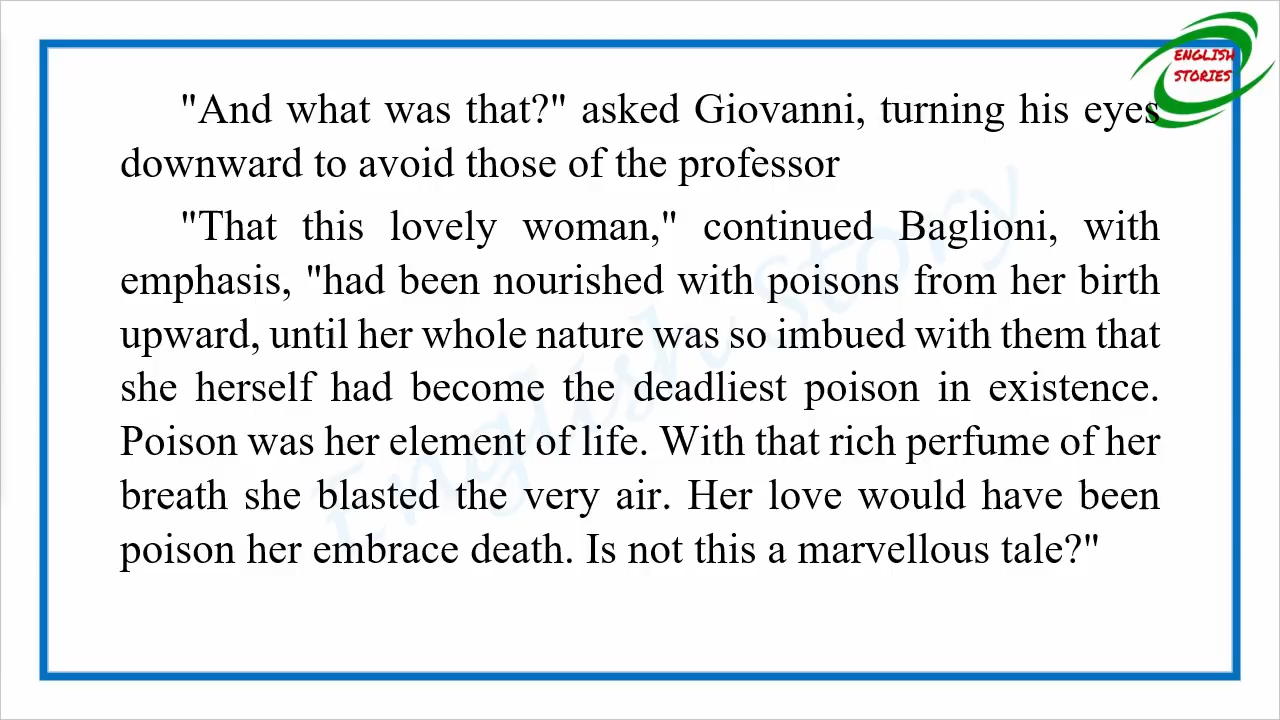 ENGLISH
STORIES
"And what was that?" asked Giovanni, turning his eyes
downward to avoid those of the professor
"That this lovely woman," continued Baglioni, with
emphasis, "had been nourished with poisons from her birth
upward, until her whole nature was so imbued with them that
she herself had become the deadliest poison in existence.
Poison was her element of life. With that rich perfume of her
breath she blasted the very air. Her love would have been
poison her embrace death. Is not this a marvellous tale?"
English Story